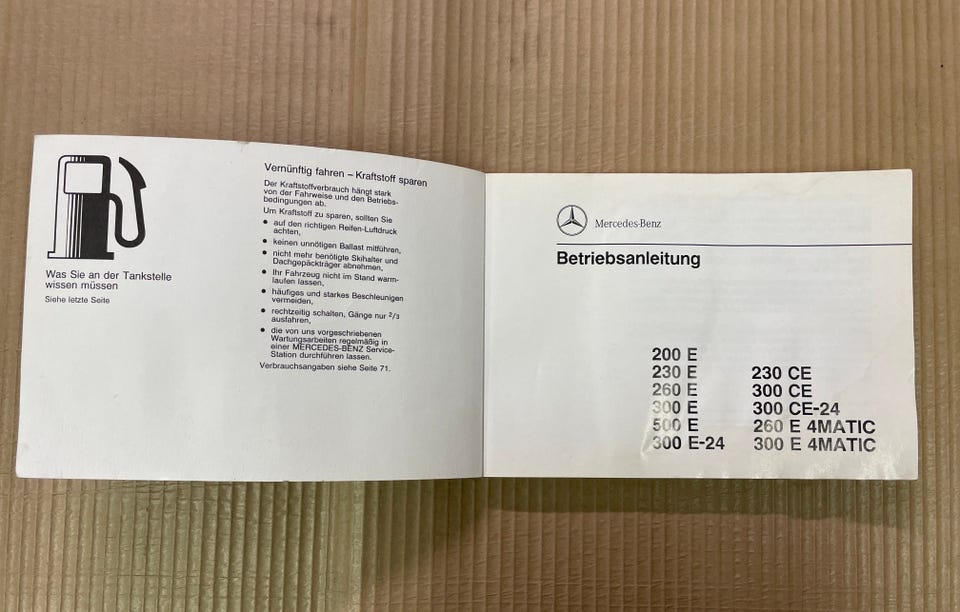 Was Sie an der Tankstelle
wissen müssen
Siehe letzte Seite
Vernünftig fahren – Kraftstoff sparen
Der Kraftstoffverbrauch hängt stark
von der Fahrweise und den Betriebs-
bedingungen ab.
Um Kraftstoff zu sparen, sollten Sie
• auf den richtigen Reifen-Luftdruck
achten,
• keinen unnötigen Ballast mitführen,
• nicht mehr benötigte Skihalter und
Dachgepäckträger abnehmen,
• Ihr Fahrzeug nicht im Stand warm-
laufen lassen,
• häufiges und starkes Beschleunigen
vermeiden,
• rechtzeitig schalten, Gänge nur 2/3
ausfahren,
• die von uns vorgeschriebenen
Wartungsarbeiten regelmäßig in
einer MERCEDES-BENZ Service-
Station durchführen lassen.
Verbrauchsangaben siehe Seite 71.
Mercedes-Benz
Betriebsanleitung
200 E
230 E
260 E
300 E
500 E
300 E-24
230 CE
300 CE
300 CE-24
260 E 4MATIC
300 E 4MATIC